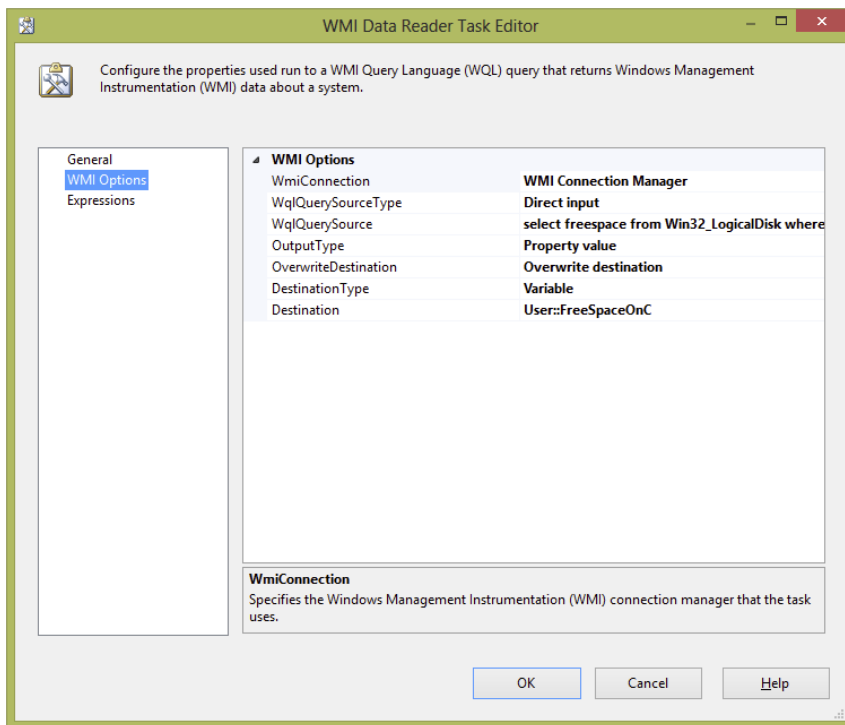 WMI Data Reader Task Editor
Configure the properties used run to a WMI Query Language (WQL) query that returns Windows Management
Instrumentation (WMI) data about a system.
General
WMI Options
Expressions
WMI Options
WmiConnection WMI Connection Manager
WqlQuerySourceType Direct input
WqlQuerySource select freespace from Win32_LogicalDisk where
OutputType Property value
OverwriteDestination Overwrite destination
DestinationType Variable
Destination User::FreeSpaceOnC
WmiConnection
Specifies the Windows Management Instrumentation (WMI) connection manager that the task
uses.
OK Cancel Help